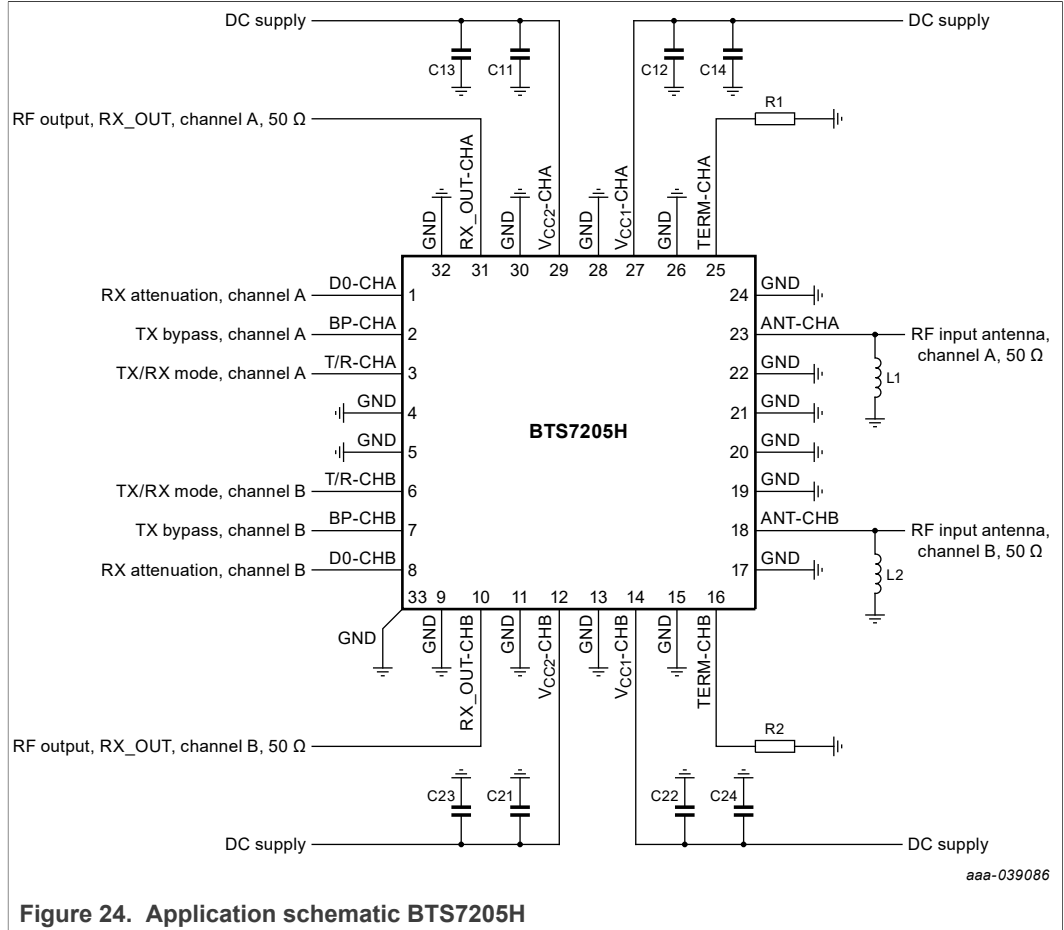 DC supply
DC supply
C13
C11
C12
C14
R1
RF output, RX_OUT, channel A, 50 Ω
GND
RX_OUT-CHA
GND
VCC2-CHA
GND
VCC1-CHA
GND
TERM-CHA
32
31
30
29
28
27
26
25
RX attenuation, channel A
D0-CHA
1
TX bypass, channel A
BP-CHA
2
TX/RX mode, channel A
T/R-CHA
3
GND
4
GND
5
TX/RX mode, channel B
T/R-CHB
6
TX bypass, channel B
BP-CHB
7
RX attenuation, channel B
D0-CHB
8
BTS7205H
24
GND
23
ANT-CHA
RF input antenna,
channel A, 50 Ω
L1
22
GND
21
GND
20
GND
19
GND
18
ANT-CHB
RF input antenna,
channel B, 50 Ω
L2
17
GND
33
9
10
11
12
13
14
15
16
GND
GND
RX_OUT-CHB
GND
VCC2-CHB
GND
VCC1-CHB
GND
TERM-CHB
RF output, RX_OUT, channel B, 50 Ω
R2
C23
C21
C22
C24
DC supply
DC supply
aaa-039086
Figure 24. Application schematic BTS7205H